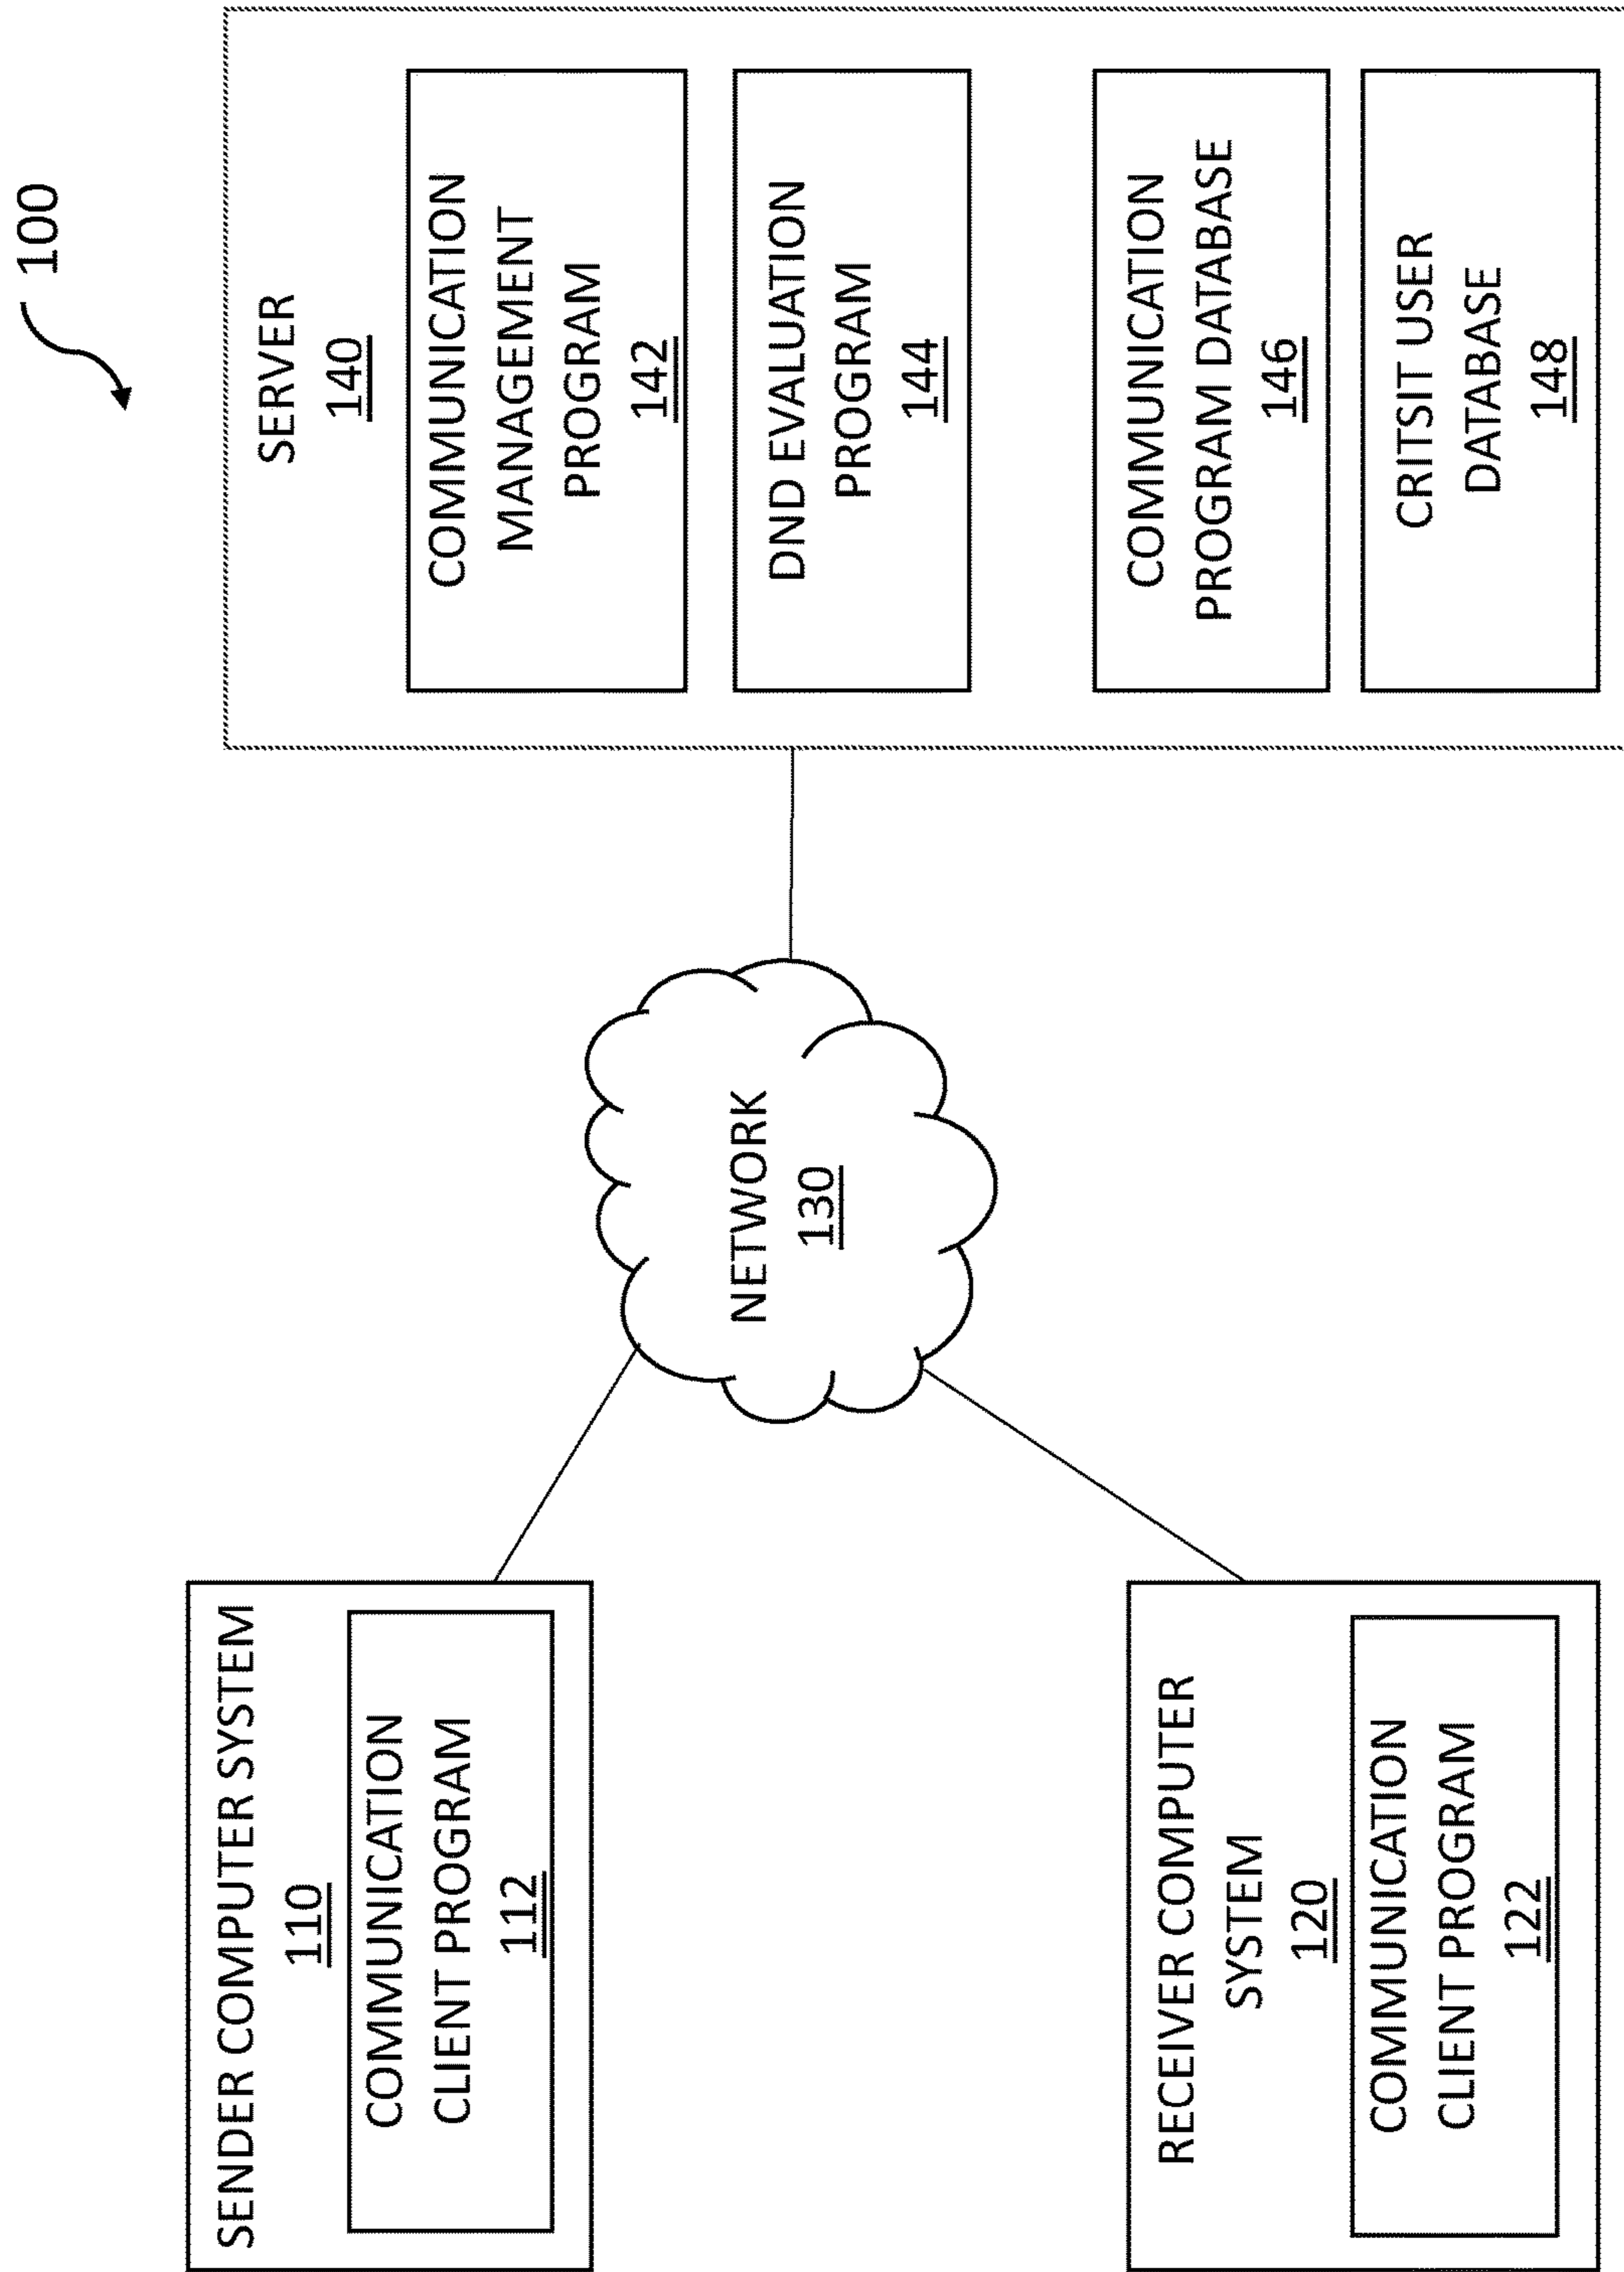 100
SENDER COMPUTER SYSTEM
110
COMMUNICATION
CLIENT PROGRAM
112
RECEIVER COMPUTER
SYSTEM
120
COMMUNICATION
CLIENT PROGRAM
122
NETWORK
130
SERVER
140
COMMUNICATION
MANAGEMENT
PROGRAM
142
DND EVALUATION
PROGRAM
144
COMMUNICATION
PROGRAM DATABASE
146
CRITSIT USER
DATABASE
148